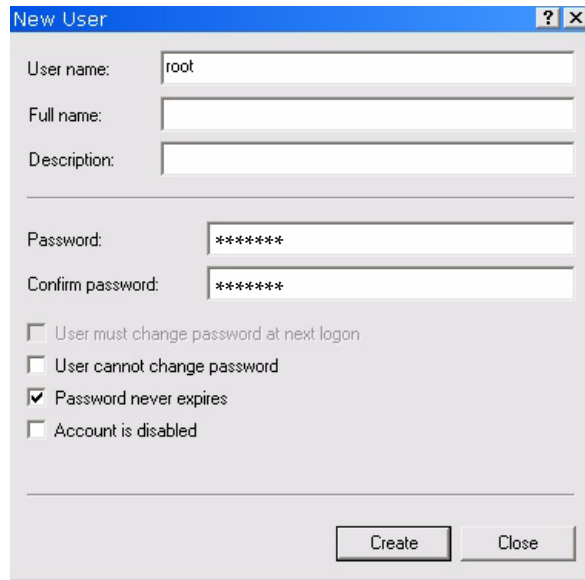 New User
User name: root
Full name:
Description:
Password: *******
Confirm password: *******
User must change password at next logon
User cannot change password
Password never expires
Account is disabled
Create Close